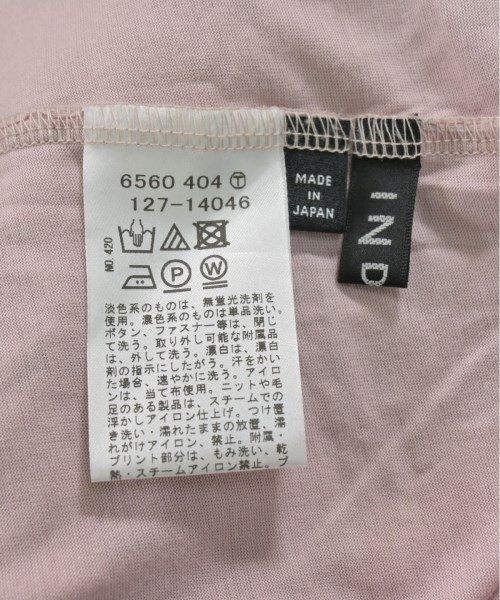 6560 404 Ⓣ
127-14046
NO.420
P W
淡色系のものは、無蛍光洗剤を
使用。濃色系のものは単品洗い。
ボタン、ファスナー等は、閉じ
て洗う。取り外し可能な附属品
は、外して洗う。漂白は、漂白
剤の指示にしたがう。汗をかい
た場合、速やかに洗う。アイロ
ンは、当て布使用。ニットや毛
足のある製品は、スチームでの
浮かしアイロン仕上げ。つけ置
き洗い・濡れたままの放置、濡
れがけアイロン、禁止。附属・
プリント部分は、もみ洗い、乾
熱・スチームアイロン禁止。プ
MADE
IN
JAPAN
IND